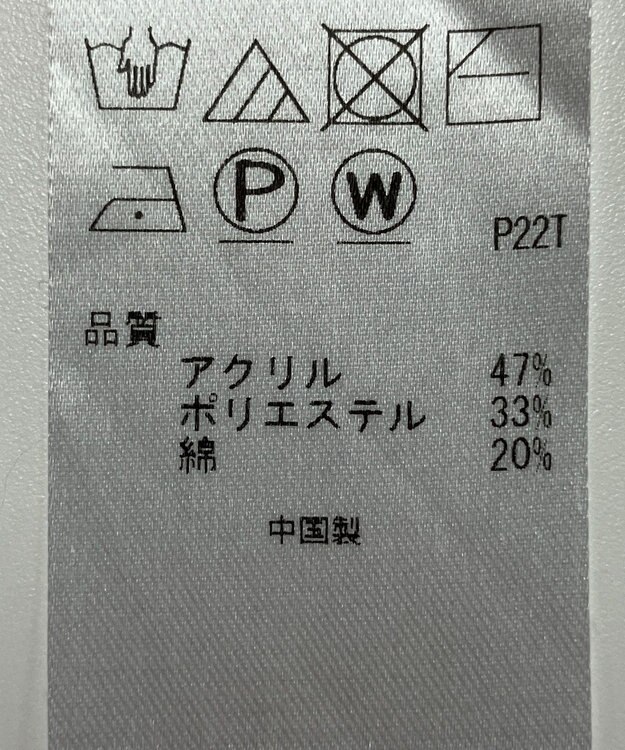 P W
P22T
品質
アクリル 47%
ポリエステル 33%
綿 20%
中国製